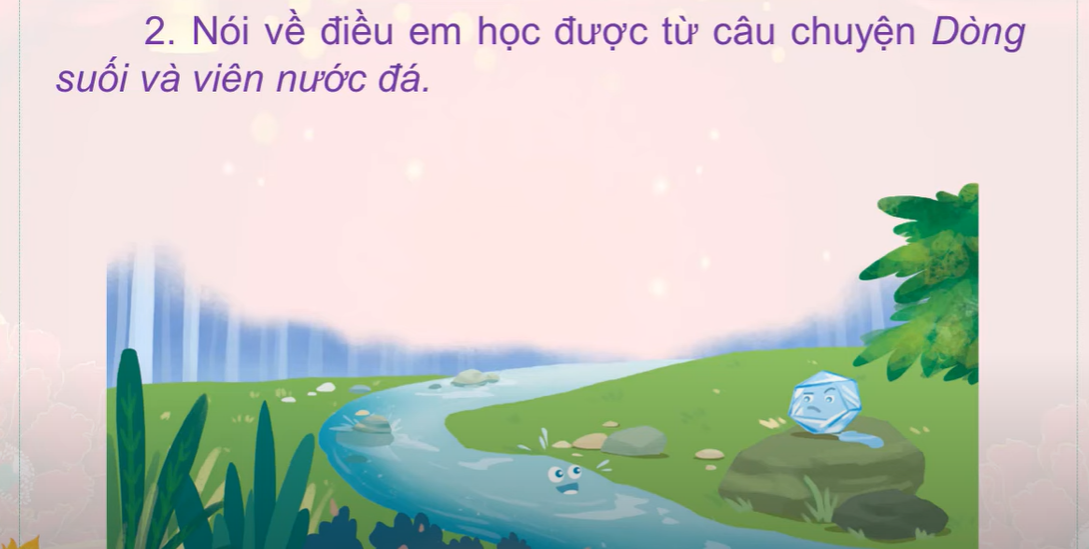 2. Nói về điều em học được từ câu chuyện Dòng
suối và viên nước đá.